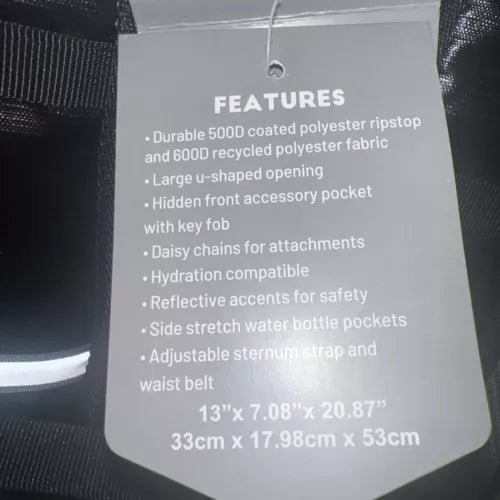 FEATURES
• Durable 500D coated polyester ripstop
and 600D recycled polyester fabric
• Large u-shaped opening
• Hidden front accessory pocket
with key fob
• Daisy chains for attachments
• Hydration compatible
• Reflective accents for safety
• Side stretch water bottle pockets
• Adjustable sternum strap and
waist belt
13”x 7.08”x 20.87”
33cm x 17.98cm x 53cm